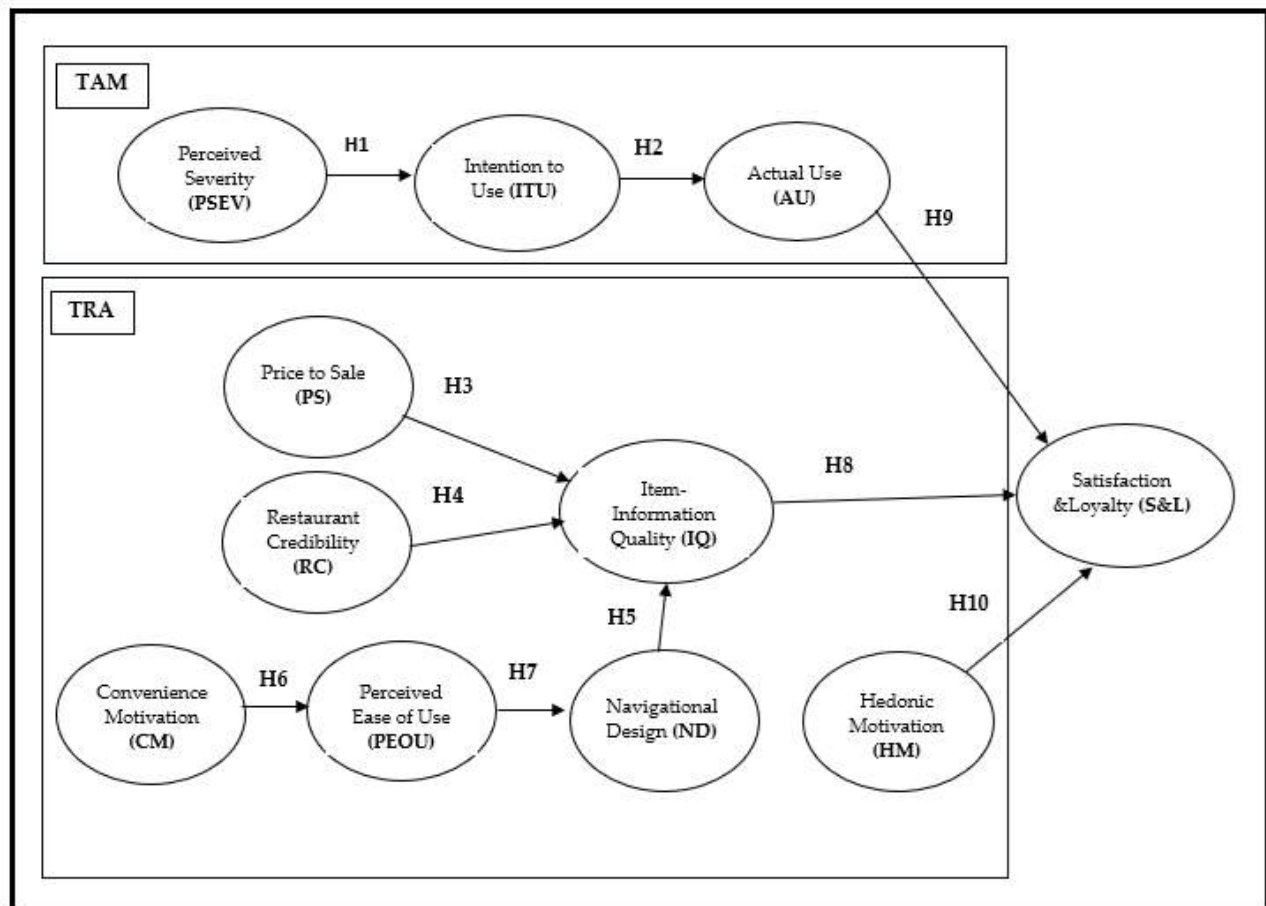 TAM
Perceived
Severity
(PSEV)
H1
Intention to
Use (ITU)
H2
Actual Use
(AU)
H9
TRA
Price to Sale
(PS)
H3
Restaurant
Credibility
(RC)
H4
Item-
Information
Quality (IQ)
H8
Satisfaction
&Loyalty (S&L)
H5
H10
Convenience
Motivation
(CM)
H6
Perceived
Ease of Use
(PEOU)
H7
Navigational
Design (ND)
Hedonic
Motivation
(HM)